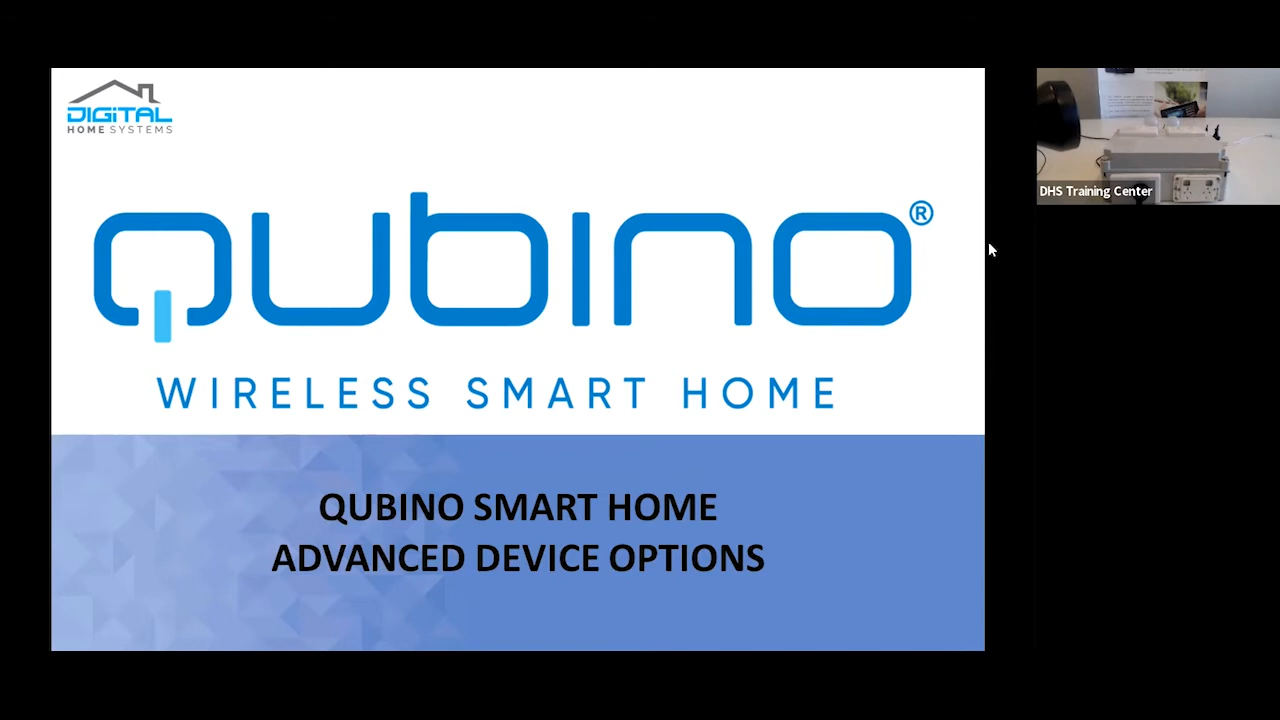 DIGITAL
HOME SYSTEMS
QUBINO®
WIRELESS SMART HOME
QUBINO SMART HOME
ADVANCED DEVICE OPTIONS
DHS Training Center